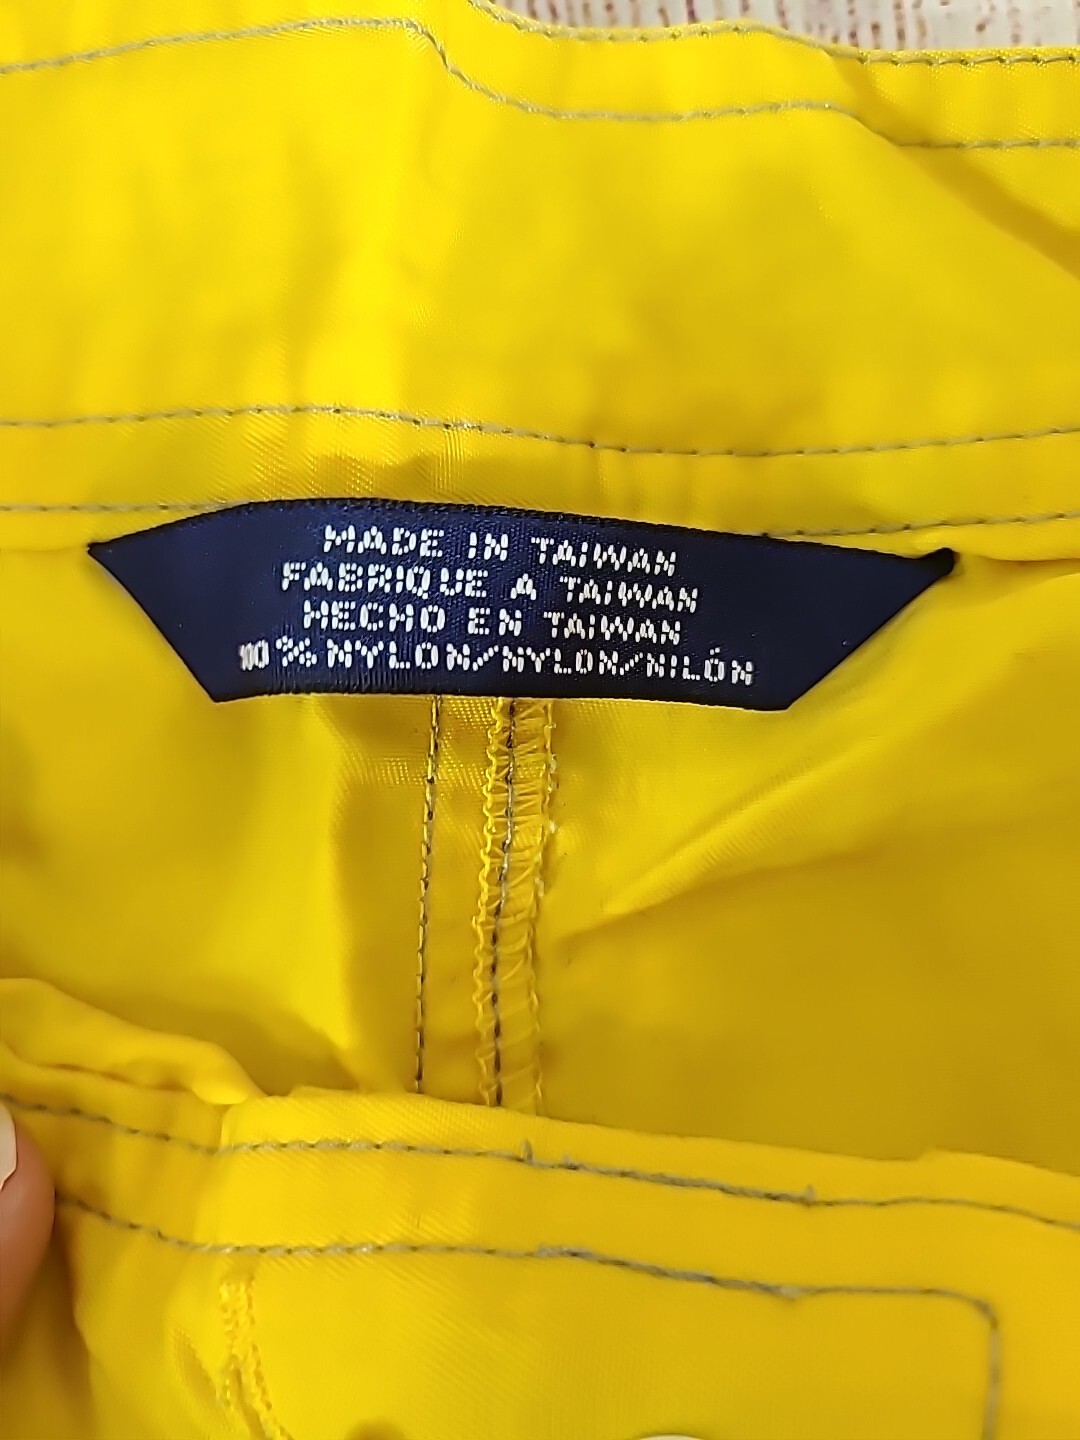 MADE IN TAIWAN
FABRIQUE A TAIWAN
HECHO EN TAIWAN
100% NYLON/NYLON/NILÓN